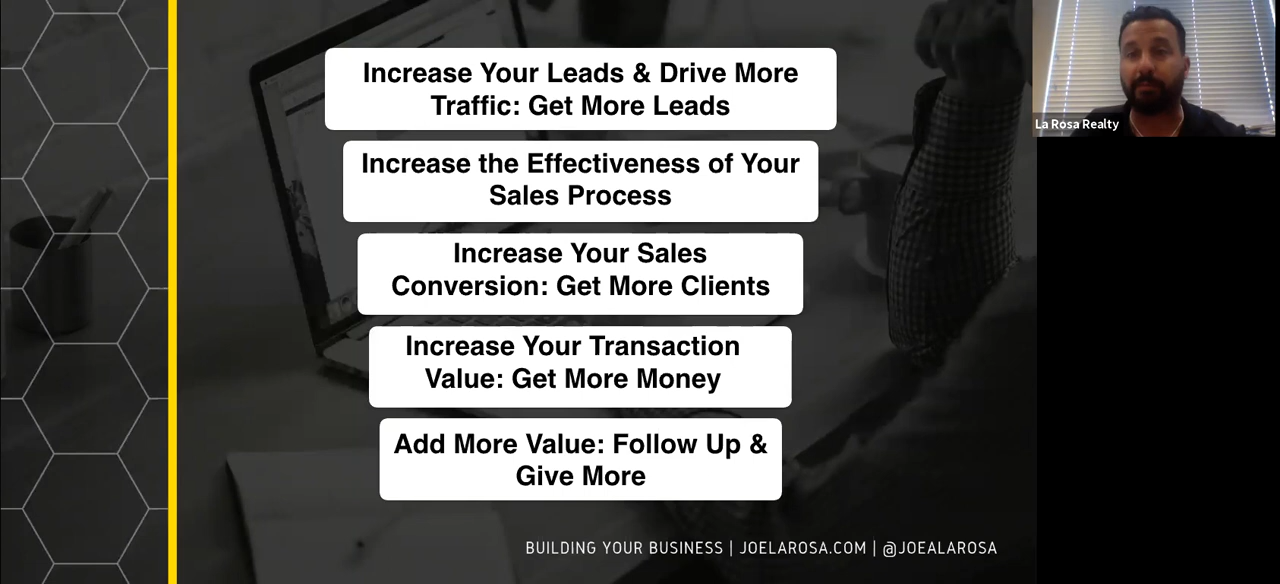 Increase Your Leads & Drive More
Traffic: Get More Leads
Increase the Effectiveness of Your
Sales Process
Increase Your Sales
Conversion: Get More Clients
Increase Your Transaction
Value: Get More Money
Add More Value: Follow Up &
Give More
BUILDING YOUR BUSINESS | JOELAROSA.COM | @JOEALAROSA
La Rosa Realty